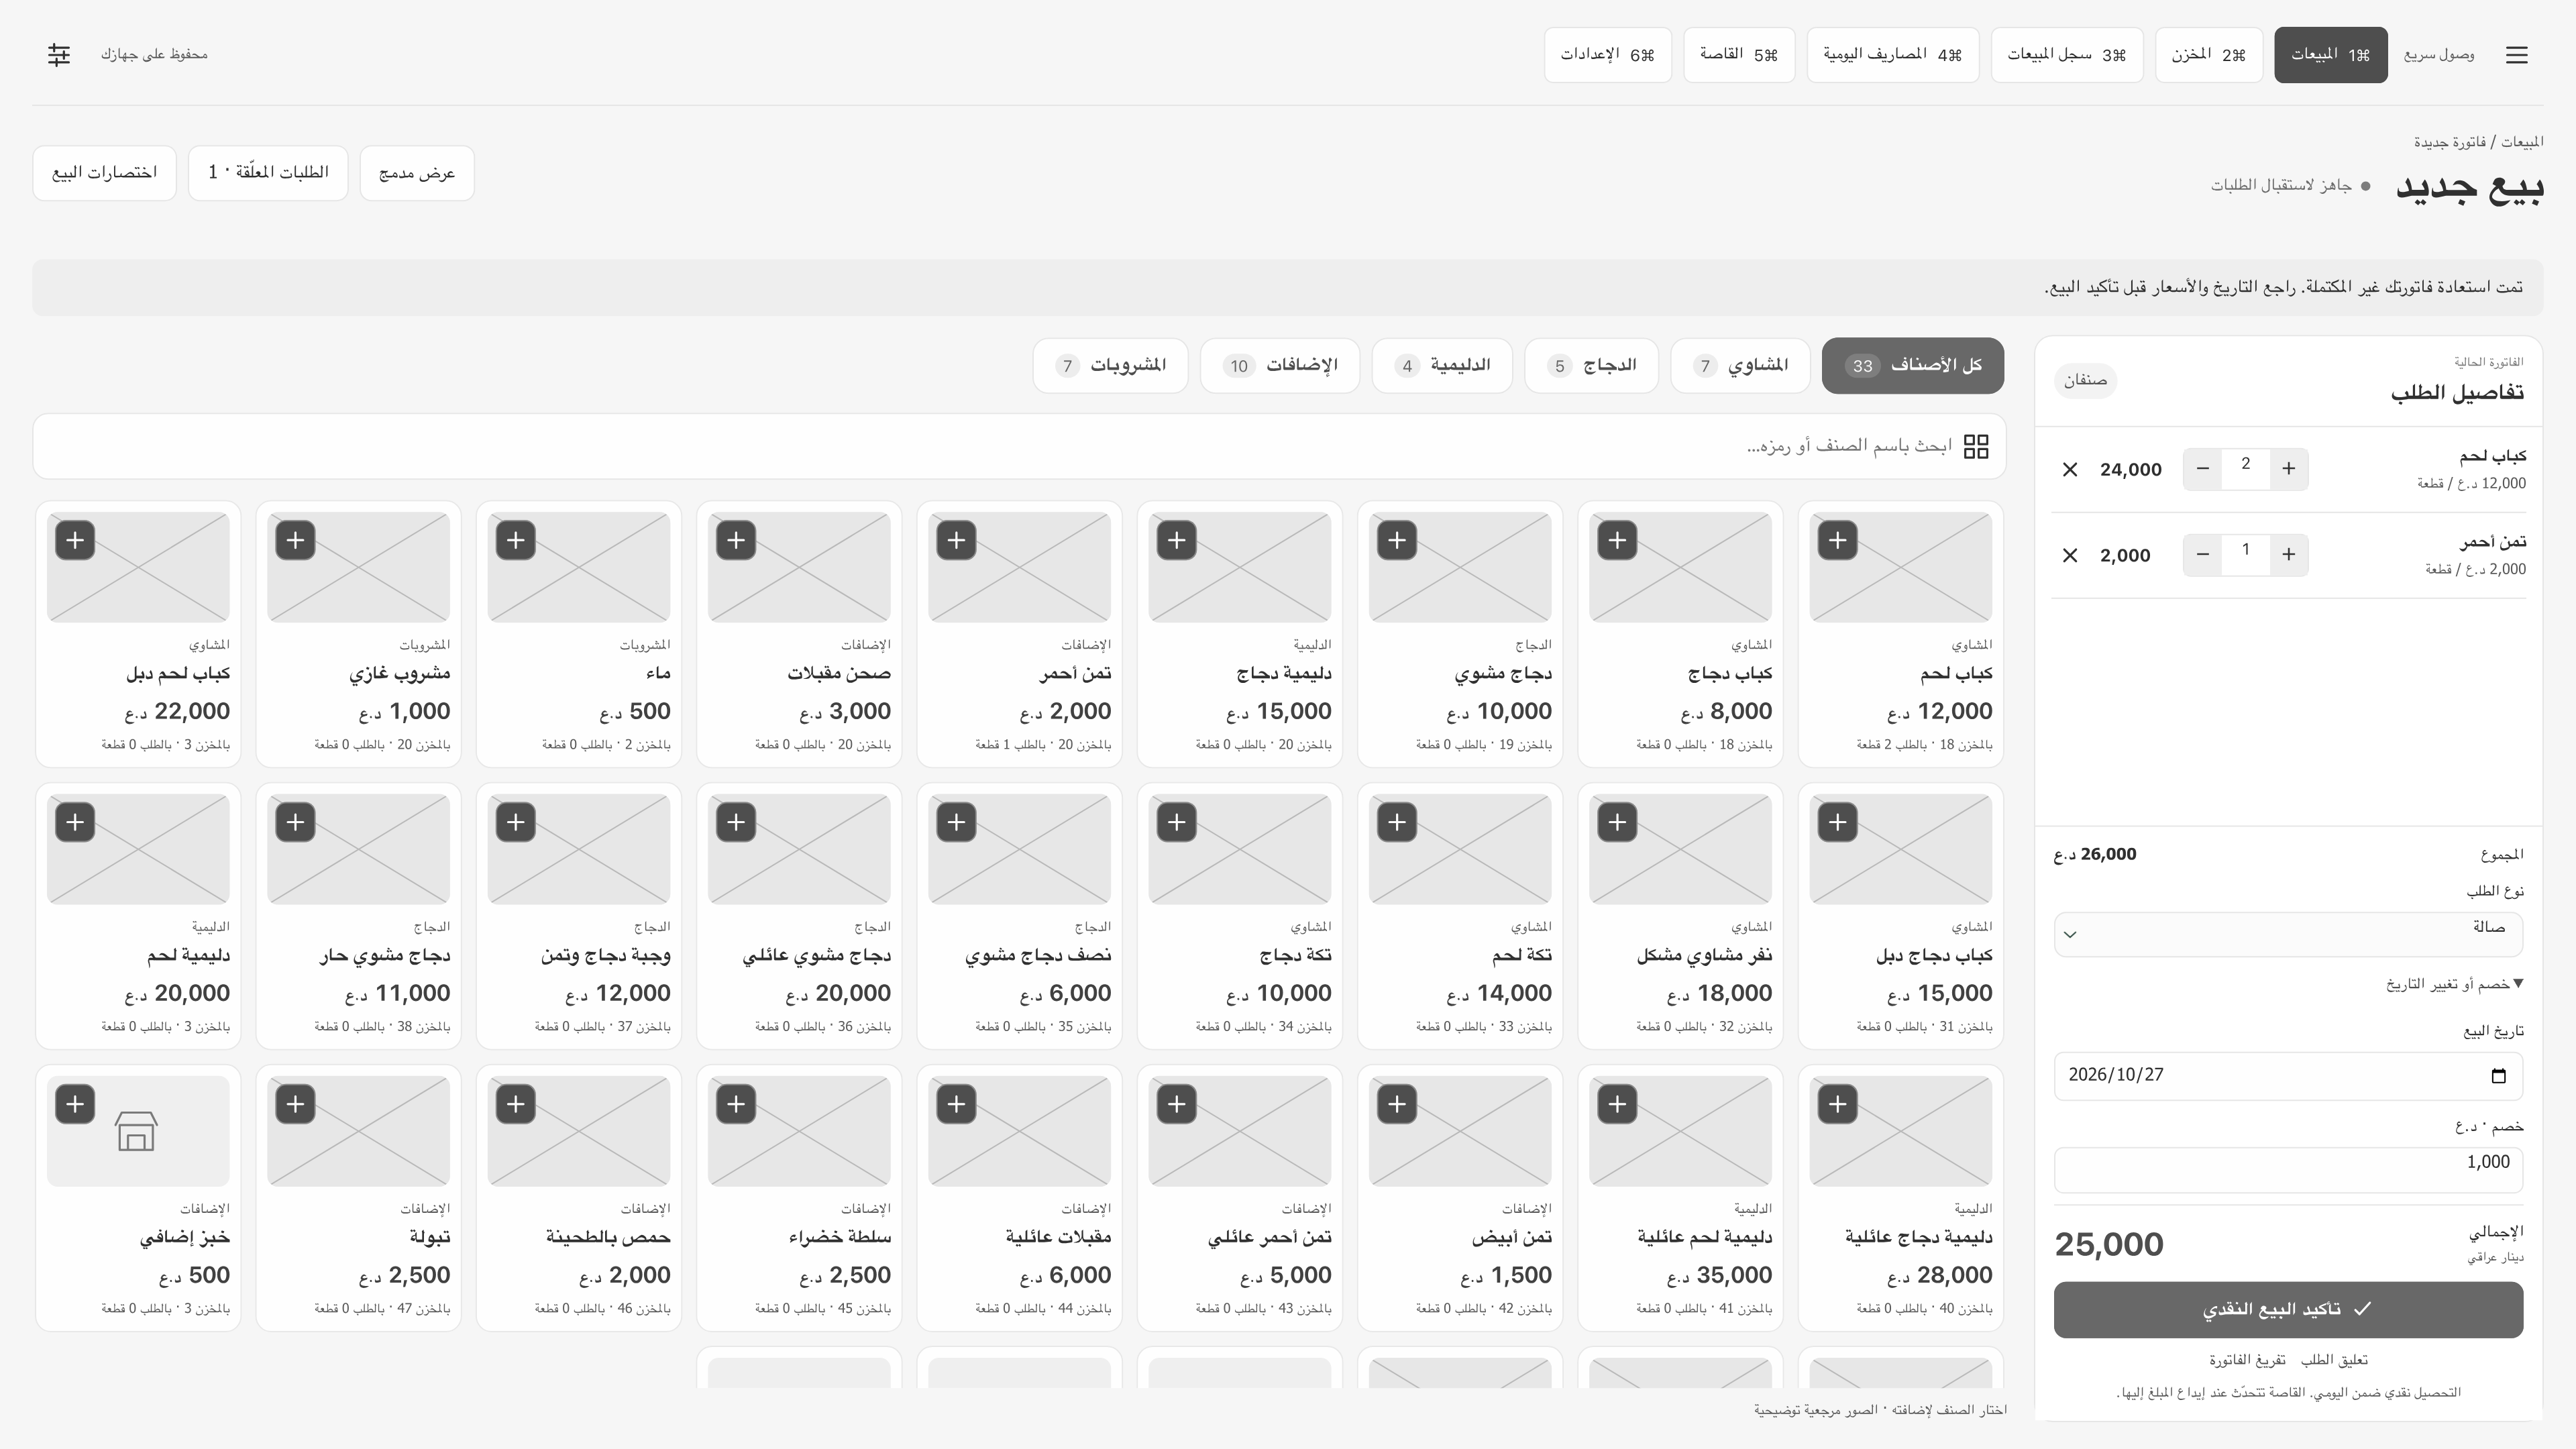 وصول سريع
⌘1 المبيعات
⌘2 المخزن
⌘3 سجل المبيعات
⌘4 المصاريف اليومية
⌘5 القاصة
⌘6 الإعدادات
محفوظ على جهازك
المبيعات / فاتورة جديدة
بيع جديد
جاهز لاستقبال الطلبات
عرض مدمج
الطلبات المعلّقة · 1
اختصارات البيع
تمت استعادة فاتورتك غير المكتملة. راجع التاريخ والأسعار قبل تأكيد البيع.
الفاتورة الحالية
تفاصيل الطلب
صنفان
كباب لحم
12,000 د.ع / قطعة
+ 2 −
24,000
تمن أحمر
2,000 د.ع / قطعة
+ 1 −
2,000
المجموع
26,000 د.ع
نوع الطلب
صالة
خصم أو تغيير التاريخ
تاريخ البيع
2026/10/27
خصم · د.ع
1,000
الإجمالي
دينار عراقي
25,000
تأكيد البيع النقدي
تعليق الطلب
تفريغ الفاتورة
التحصيل نقدي ضمن اليومي. القاصة تتحدّث عند إيداع المبلغ إليها.
كل الأصناف 33
المشاوي 7
الدجاج 5
الدليمية 4
الإضافات 10
المشروبات 7
ابحث باسم الصنف أو رمزه...
المشاوي
كباب لحم
12,000 د.ع
بالمخزن 18 · بالطلب 2 قطعة
المشاوي
كباب دجاج
8,000 د.ع
بالمخزن 18 · بالطلب 0 قطعة
الدجاج
دجاج مشوي
10,000 د.ع
بالمخزن 19 · بالطلب 0 قطعة
الدليمية
دليمية دجاج
15,000 د.ع
بالمخزن 20 · بالطلب 0 قطعة
الإضافات
تمن أحمر
2,000 د.ع
بالمخزن 20 · بالطلب 1 قطعة
الإضافات
صحن مقبلات
3,000 د.ع
بالمخزن 20 · بالطلب 0 قطعة
المشروبات
ماء
500 د.ع
بالمخزن 2 · بالطلب 0 قطعة
المشروبات
مشروب غازي
1,000 د.ع
بالمخزن 20 · بالطلب 0 قطعة
المشاوي
كباب لحم دبل
22,000 د.ع
بالمخزن 3 · بالطلب 0 قطعة
المشاوي
كباب دجاج دبل
15,000 د.ع
بالمخزن 31 · بالطلب 0 قطعة
المشاوي
نفر مشاوي مشكل
18,000 د.ع
بالمخزن 32 · بالطلب 0 قطعة
المشاوي
تكة لحم
14,000 د.ع
بالمخزن 33 · بالطلب 0 قطعة
المشاوي
تكة دجاج
10,000 د.ع
بالمخزن 34 · بالطلب 0 قطعة
الدجاج
نصف دجاج مشوي
6,000 د.ع
بالمخزن 35 · بالطلب 0 قطعة
الدجاج
دجاج مشوي عائلي
20,000 د.ع
بالمخزن 36 · بالطلب 0 قطعة
الدجاج
وجبة دجاج وتمن
12,000 د.ع
بالمخزن 37 · بالطلب 0 قطعة
الدجاج
دجاج مشوي حار
11,000 د.ع
بالمخزن 38 · بالطلب 0 قطعة
الدليمية
دليمية لحم
20,000 د.ع
بالمخزن 3 · بالطلب 0 قطعة
الدليمية
دليمية دجاج عائلية
28,000 د.ع
بالمخزن 40 · بالطلب 0 قطعة
الدليمية
دليمية لحم عائلية
35,000 د.ع
بالمخزن 41 · بالطلب 0 قطعة
الإضافات
تمن أبيض
1,500 د.ع
بالمخزن 42 · بالطلب 0 قطعة
الإضافات
تمن أحمر عائلي
5,000 د.ع
بالمخزن 43 · بالطلب 0 قطعة
الإضافات
مقبلات عائلية
6,000 د.ع
بالمخزن 44 · بالطلب 0 قطعة
الإضافات
سلطة خضراء
2,500 د.ع
بالمخزن 45 · بالطلب 0 قطعة
الإضافات
حمص بالطحينة
2,000 د.ع
بالمخزن 46 · بالطلب 0 قطعة
الإضافات
تبولة
2,500 د.ع
بالمخزن 47 · بالطلب 0 قطعة
الإضافات
خبز إضافي
500 د.ع
بالمخزن 3 · بالطلب 0 قطعة
اختار الصنف لإضافته · الصور مرجعية توضيحية